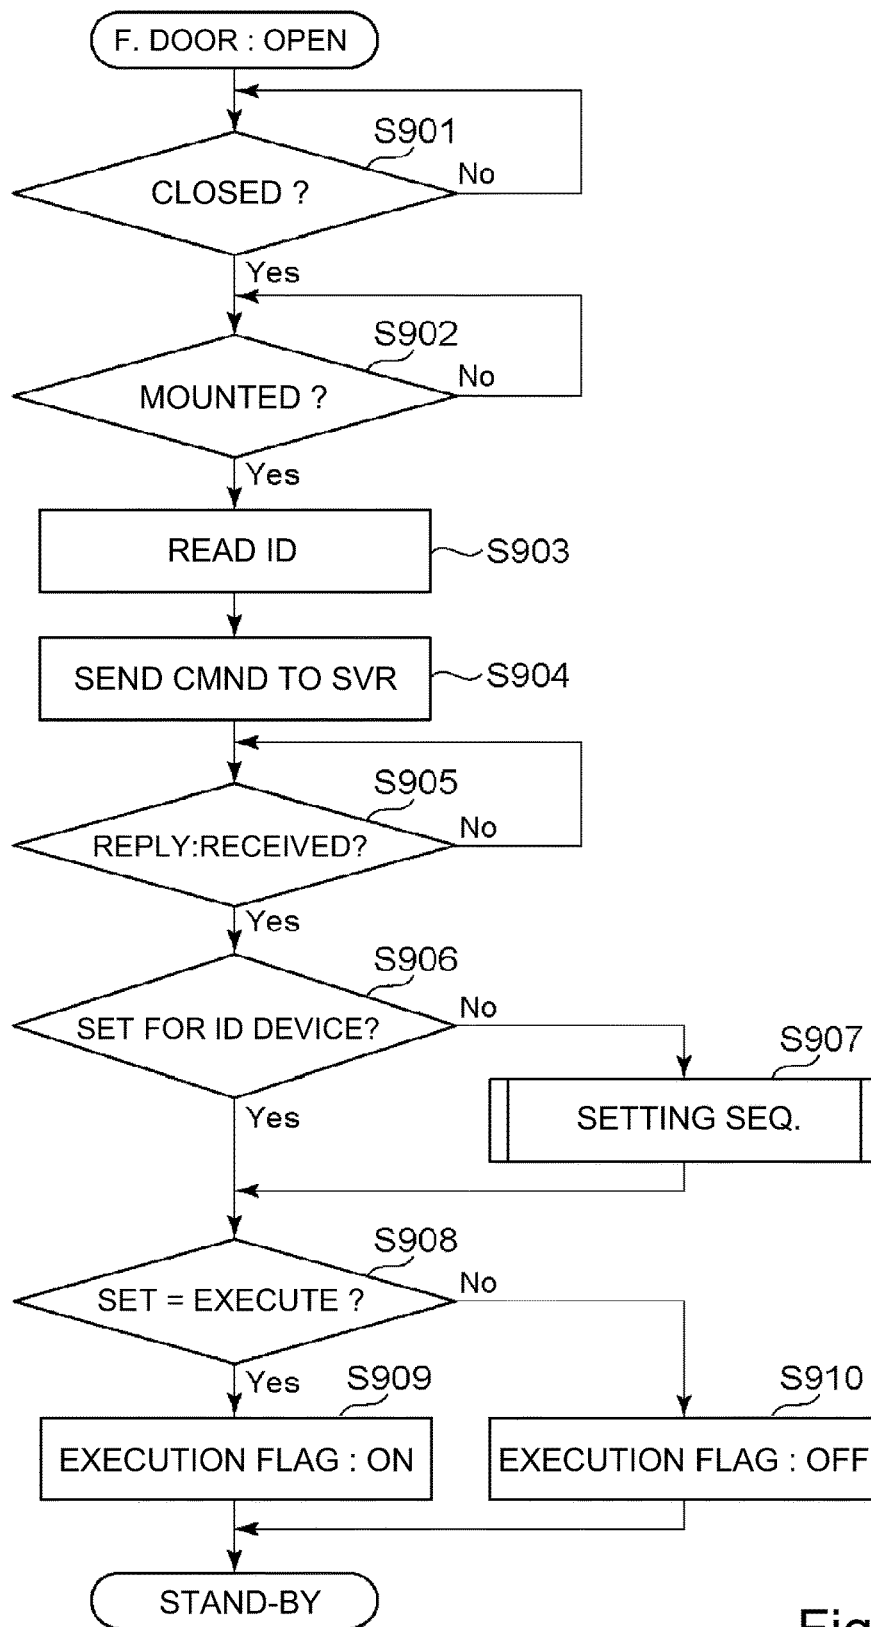 F. DOOR : OPEN
S901
CLOSED ?
No
Yes
S902
MOUNTED ?
No
Yes
READ ID
S903
SEND CMND TO SVR
S904
S905
REPLY:RECEIVED?
No
Yes
S906
SET FOR ID DEVICE?
No
Yes
S907
SETTING SEQ.
S908
SET = EXECUTE ?
No
Yes
S909
EXECUTION FLAG : ON
S910
EXECUTION FLAG : OFF
STAND-BY
Fig